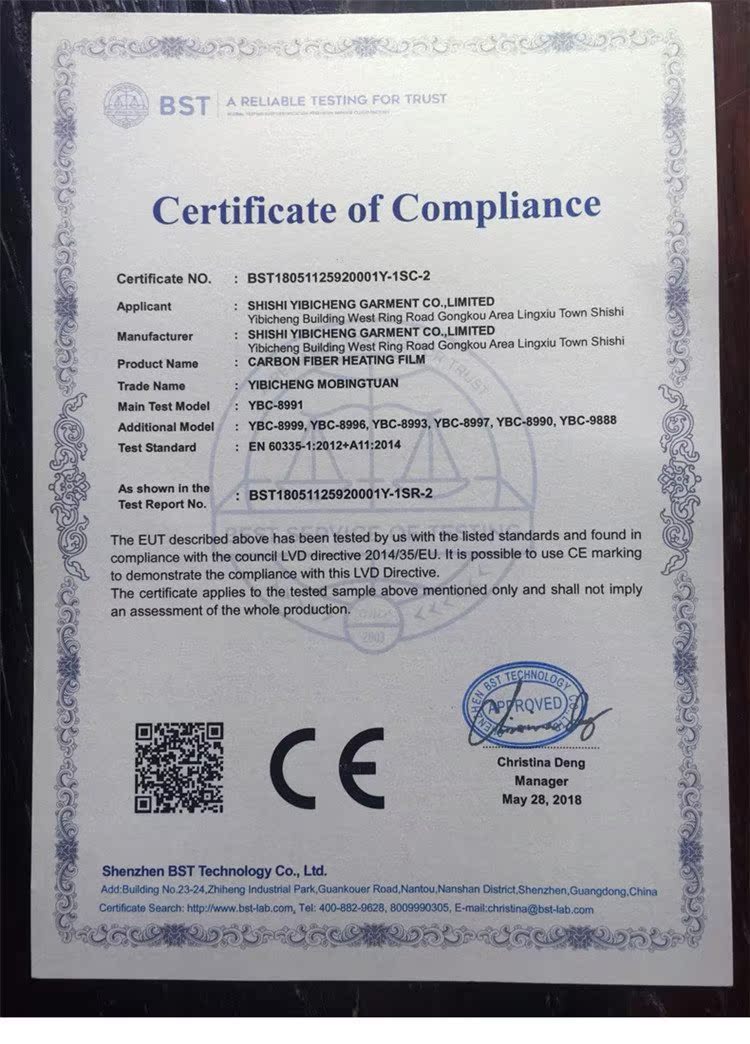 BST
A RELIABLE TESTING FOR TRUST
Certificate of Compliance
Certificate NO. : BST18051125920001Y-1SC-2
Applicant : SHISHI YIBICHENG GARMENT CO.,LIMITED
Yibicheng Building West Ring Road Gongkou Area Lingxiu Town Shishi
Manufacturer : SHISHI YIBICHENG GARMENT CO.,LIMITED
Yibicheng Building West Ring Road Gongkou Area Lingxiu Town Shishi
Product Name : CARBON FIBER HEATING FILM
Trade Name : YIBICHENG MOBINGTUAN
Main Test Model : YBC-8991
Additional Model : YBC-8999, YBC-8996, YBC-8993, YBC-8997, YBC-8990, YBC-9888
Test Standard : EN 60335-1:2012+A11:2014
As shown in the
Test Report No. : BST18051125920001Y-1SR-2
BEST SERVICE OF TESTING
The EUT described above has been tested by us with the listed standards and found in
compliance with the council LVD directive 2014/35/EU. It is possible to use CE marking
to demonstrate the compliance with this LVD Directive.
The certificate applies to the tested sample above mentioned only and shall not imply
an assessment of the whole production.
2003
BST TECHNOLOGY
APPROVED
CE
Christina Deng
Manager
May 28, 2018
Shenzhen BST Technology Co., Ltd.
Add:Building No.23-24,Zhiheng Industrial Park,Guankouer Road,Nantou,Nanshan District,Shenzhen,Guangdong,China
Certificate Search: http://www.bst-lab.com, Tel: 400-882-9628, 8009990305, E-mail:christina@bst-lab.com